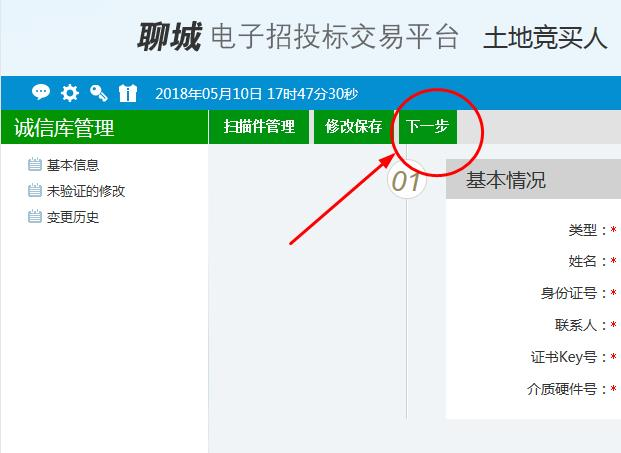 聊城 电子招投标交易平台 土地竞买人
2018年05月10日 17时47分30秒
诚信库管理
扫描件管理 修改保存 下一步
基本信息
未验证的修改
变更历史
01 基本情况
类型：*
姓名：*
身份证号：*
联系人：*
证书Key号：*
介质硬件号：*